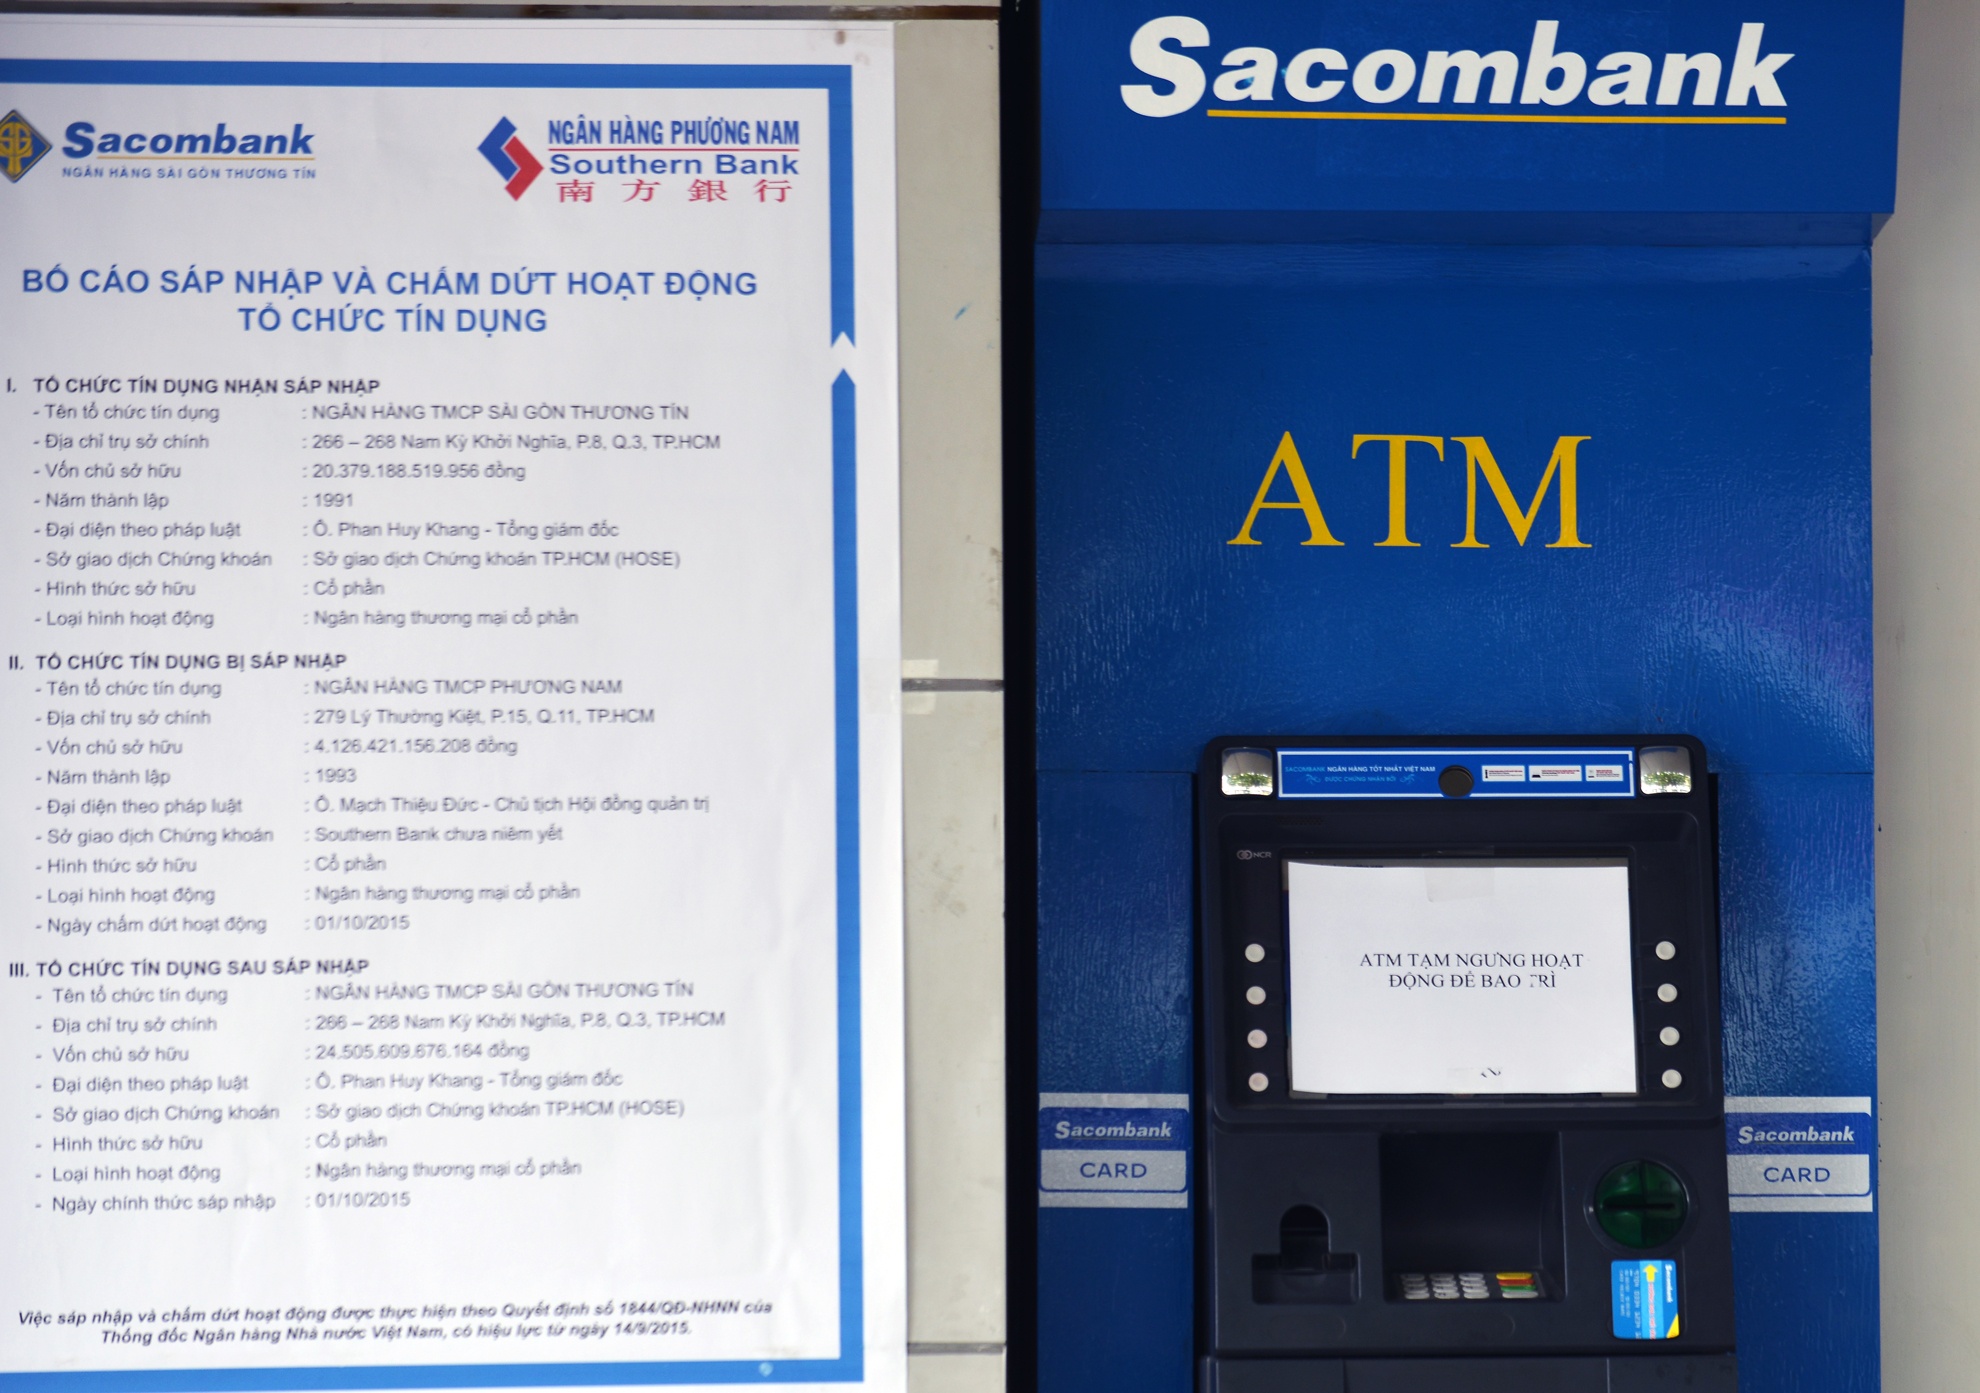 Sacombank
NGÂN HÀNG SÀI GÒN THƯƠNG TÍN
NGÂN HÀNG PHƯƠNG NAM
Southern Bank
南方銀行
BỐ CÁO SÁP NHẬP VÀ CHẤM DỨT HOẠT ĐỘNG
TỔ CHỨC TÍN DỤNG
I. TỔ CHỨC TÍN DỤNG NHẬN SÁP NHẬP
- Tên tổ chức tín dụng : NGÂN HÀNG TMCP SÀI GÒN THƯƠNG TÍN
- Địa chỉ trụ sở chính : 266 – 268 Nam Kỳ Khởi Nghĩa, P.8, Q.3, TP.HCM
- Vốn chủ sở hữu : 20.379.188.519.956 đồng
- Năm thành lập : 1991
- Đại diện theo pháp luật : Ô. Phan Huy Khang - Tổng giám đốc
- Sở giao dịch Chứng khoán : Sở giao dịch Chứng khoán TP.HCM (HOSE)
- Hình thức sở hữu : Cổ phần
- Loại hình hoạt động : Ngân hàng thương mại cổ phần
II. TỔ CHỨC TÍN DỤNG BỊ SÁP NHẬP
- Tên tổ chức tín dụng : NGÂN HÀNG TMCP PHƯƠNG NAM
- Địa chỉ trụ sở chính : 279 Lý Thường Kiệt, P.15, Q.11, TP.HCM
- Vốn chủ sở hữu : 4.126.421.156.208 đồng
- Năm thành lập : 1993
- Đại diện theo pháp luật : Ô. Mạch Thiệu Đức - Chủ tịch Hội đồng quản trị
- Sở giao dịch Chứng khoán : Southern Bank chưa niêm yết
- Hình thức sở hữu : Cổ phần
- Loại hình hoạt động : Ngân hàng thương mại cổ phần
- Ngày chấm dứt hoạt động : 01/10/2015
III. TỔ CHỨC TÍN DỤNG SAU SÁP NHẬP
- Tên tổ chức tín dụng : NGÂN HÀNG TMCP SÀI GÒN THƯƠNG TÍN
- Địa chỉ trụ sở chính : 266 – 268 Nam Kỳ Khởi Nghĩa, P.8, Q.3, TP.HCM
- Vốn chủ sở hữu : 24.505.609.676.164 đồng
- Đại diện theo pháp luật : Ô. Phan Huy Khang - Tổng giám đốc
- Sở giao dịch Chứng khoán : Sở giao dịch Chứng khoán TP.HCM (HOSE)
- Hình thức sở hữu : Cổ phần
- Loại hình hoạt động : Ngân hàng thương mại cổ phần
- Ngày chính thức sáp nhập : 01/10/2015
Việc sáp nhập và chấm dứt hoạt động được thực hiện theo Quyết định số 1844/QĐ-NHNN của
Thống đốc Ngân hàng Nhà nước Việt Nam, có hiệu lực từ ngày 14/9/2015.
Sacombank
ATM
SACOMBANK NGÂN HÀNG TỐT NHẤT VIỆT NAM
ĐƯỢC CHỨNG NHẬN BỞI
NCR
ATM TẠM NGƯNG HOẠT
ĐỘNG ĐỂ BAO TRÌ
Sacombank
CARD
Sacombank
CARD
Sacombank